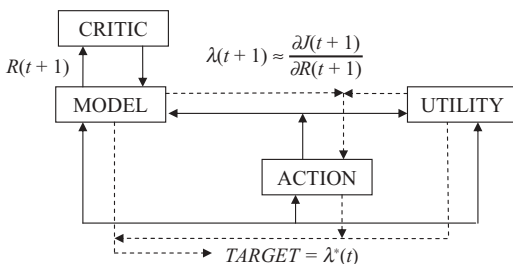 CRITIC
R(t + 1)
λ(t + 1) ≈ ∂J(t + 1)/∂R(t + 1)
MODEL
UTILITY
ACTION
TARGET = λ*(t)